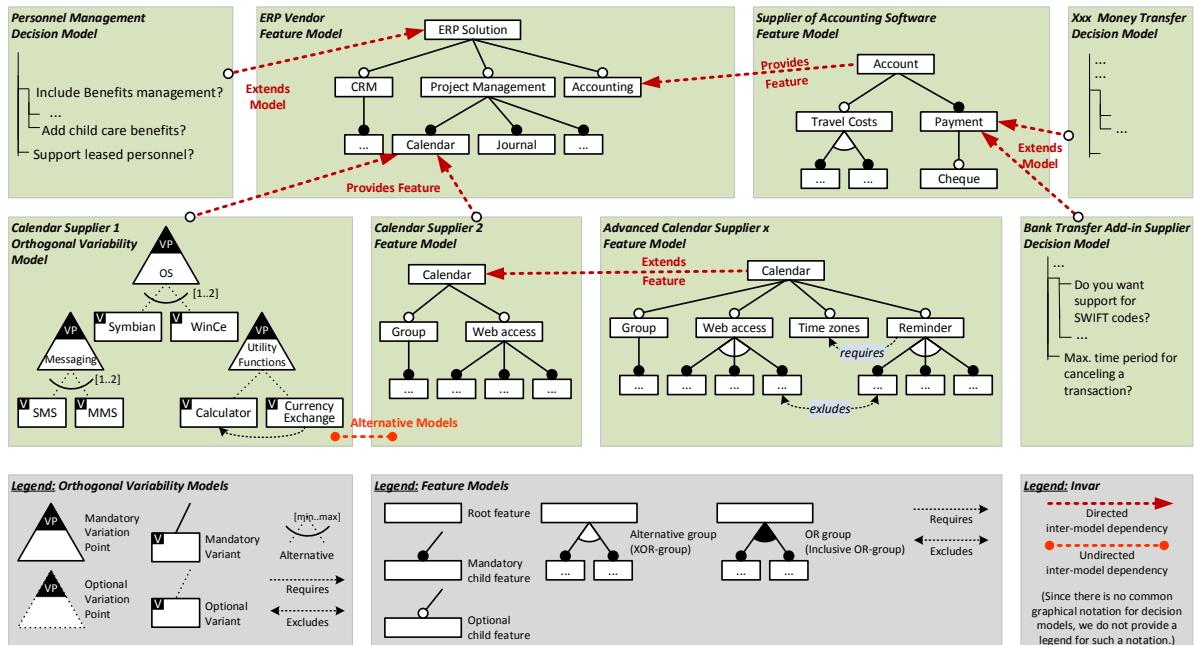 Personnel Management
Decision Model
Include Benefits management?
...
Add child care benefits?
Support leased personnel?
ERP Vendor
Feature Model
ERP Solution
CRM
Project Management
Accounting
...
Calendar
Journal
...
Extends
Model
Provides Feature
Supplier of Accounting Software
Feature Model
Provides
Feature
Account
Travel Costs
Payment
...
...
Cheque
Extends
Model
Xxx Money Transfer
Decision Model
...
...
...
Calendar Supplier 1
Orthogonal Variability
Model
VP
OS
[1..2]
V
Symbian
V
WinCe
VP
Messaging
[1..2]
V
SMS
V
MMS
VP
Utility
Functions
V
Calculator
V
Currency
Exchange
Alternative Models
Calendar Supplier 2
Feature Model
Calendar
Group
Web access
...
...
...
...
Advanced Calendar Supplier x
Feature Model
Extends
Feature
Calendar
Group
Web access
Time zones
Reminder
requires
...
...
...
...
...
...
...
exludes
Bank Transfer Add-in Supplier
Decision Model
...
Do you want
support for
SWIFT codes?
...
Max. time period for
canceling a
transaction?
Legend: Orthogonal Variability Models
VP
Mandatory
Variation
Point
V
Mandatory
Variant
[min..max]
Alternative
VP
Optional
Variation
Point
V
Optional
Variant
Requires
Excludes
Legend: Feature Models
Root feature
Mandatory
child feature
Optional
child feature
Alternative group
(XOR-group)
...
...
OR group
(Inclusive OR-group)
...
...
Requires
Excludes
Legend: Invar
Directed
inter-model dependency
Undirected
inter-model dependency
(Since there is no common
graphical notation for decision
models, we do not provide a
legend for such a notation.)